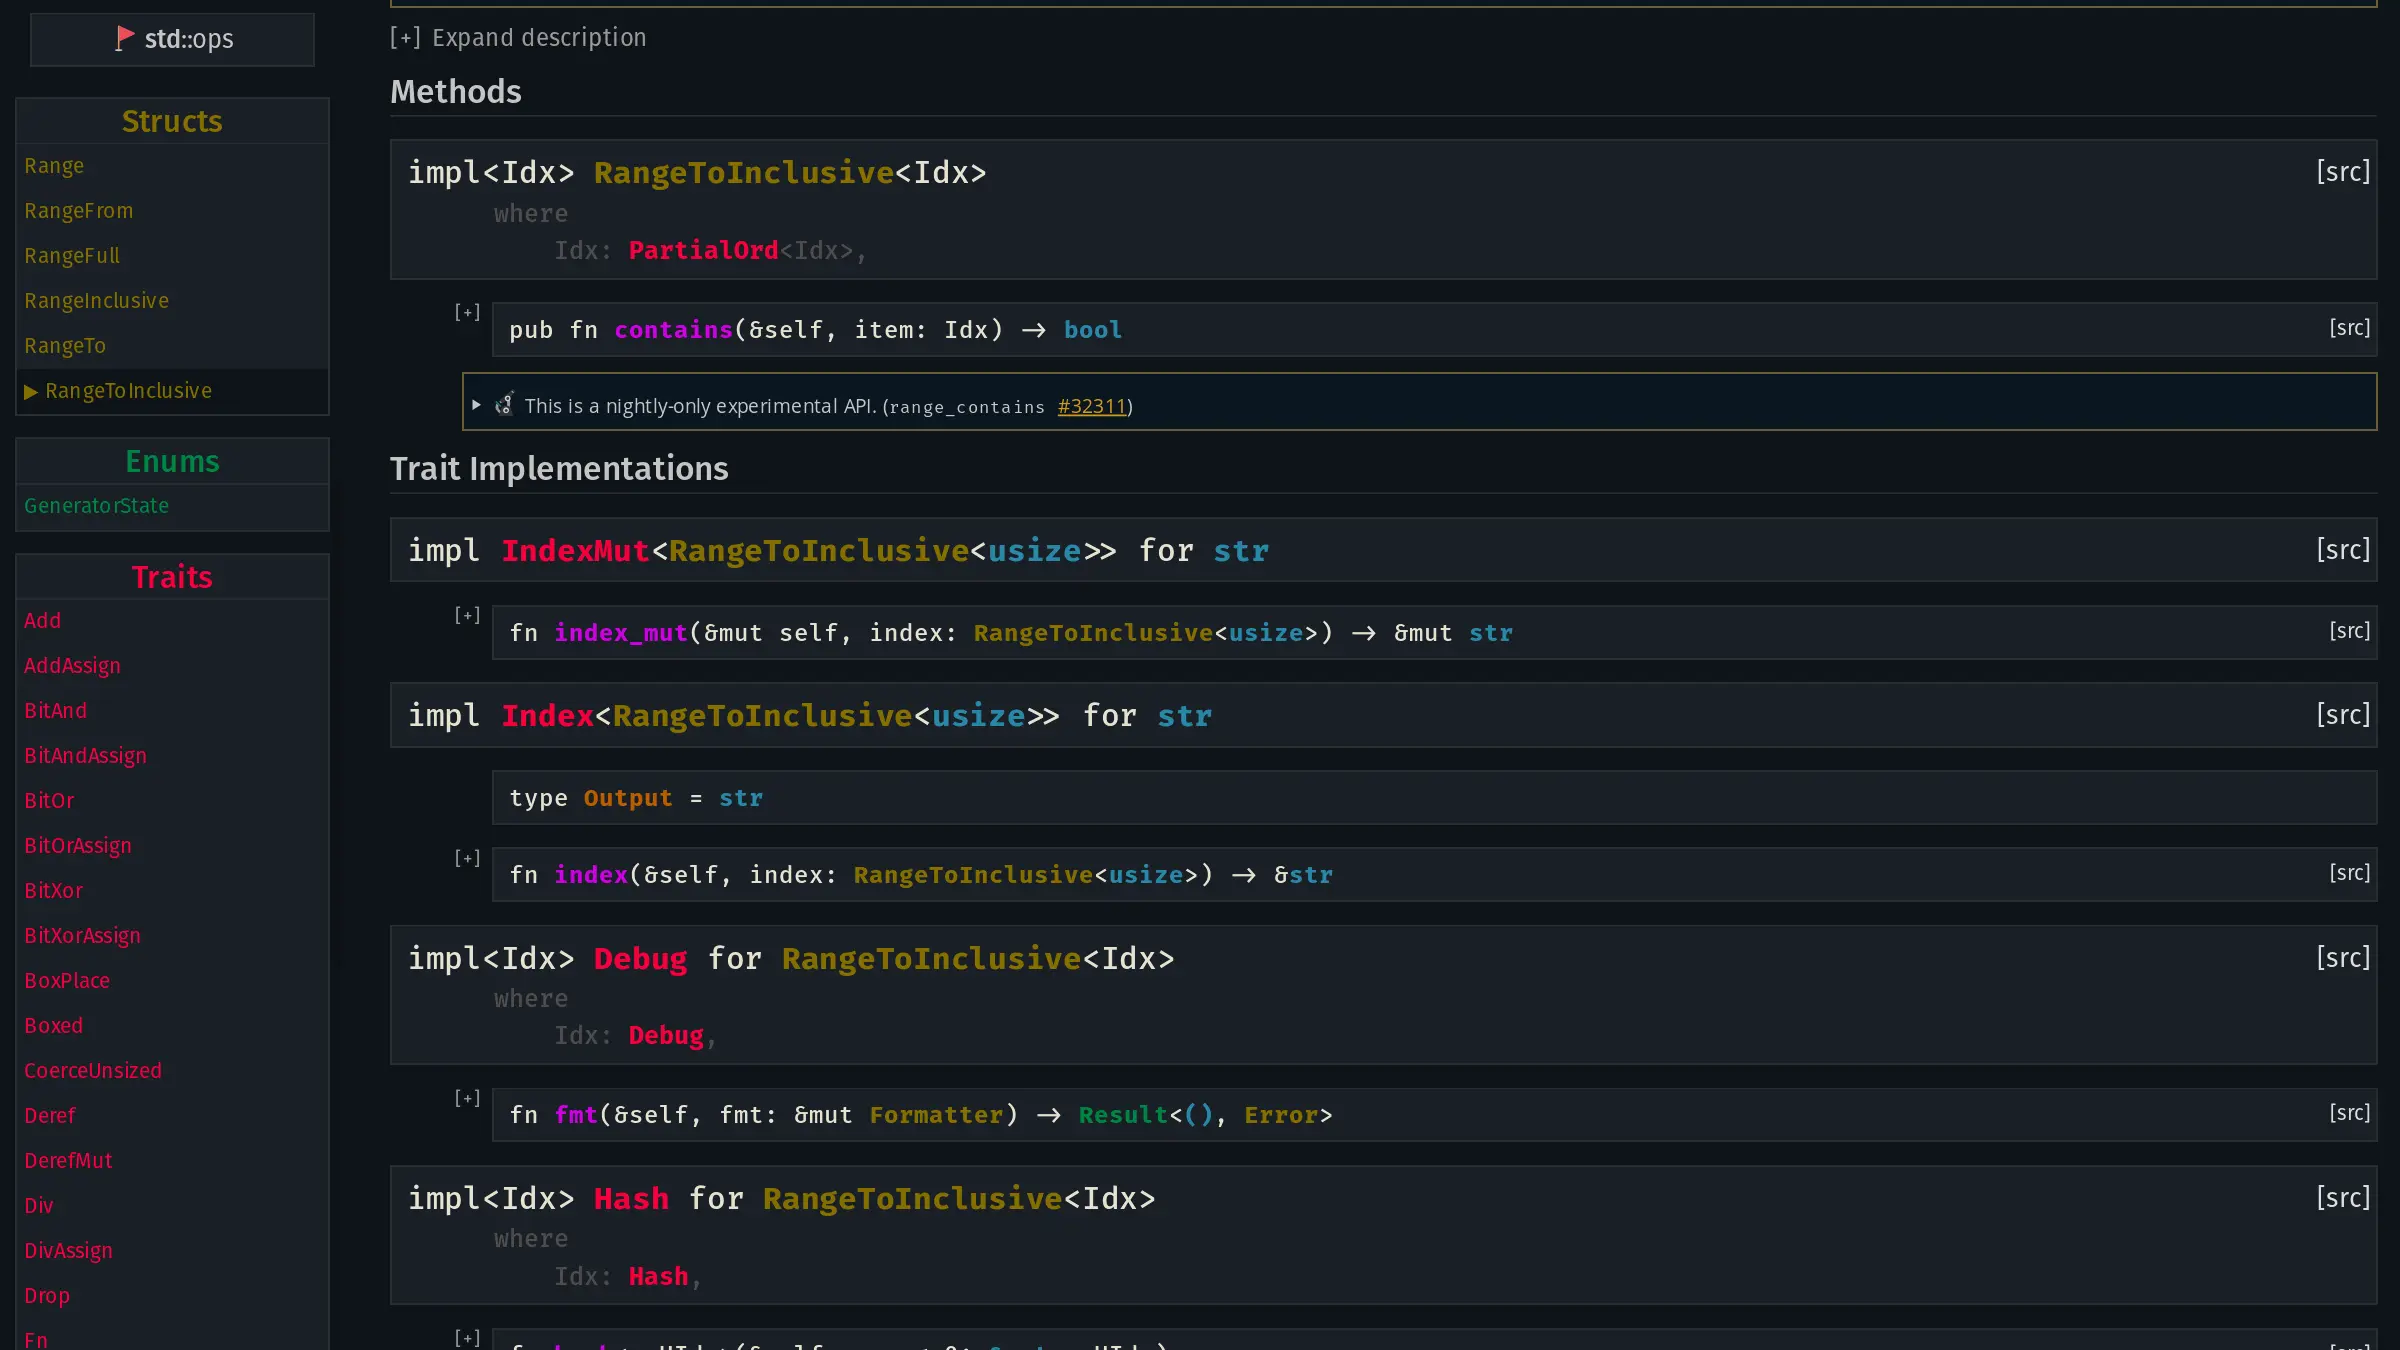 std::ops
Structs
Range
RangeFrom
RangeFull
RangeInclusive
RangeTo
▶ RangeToInclusive
Enums
GeneratorState
Traits
Add
AddAssign
BitAnd
BitAndAssign
BitOr
BitOrAssign
BitXor
BitXorAssign
BoxPlace
Boxed
CoerceUnsized
Deref
DerefMut
Div
DivAssign
Drop
Fn
[+] Expand description
Methods
impl<Idx> RangeToInclusive<Idx> [src]
where
Idx: PartialOrd<Idx>,
[+] pub fn contains(&self, item: Idx) -> bool [src]
▶ 🔬 This is a nightly-only experimental API. (range_contains #32311)
Trait Implementations
impl IndexMut<RangeToInclusive<usize>> for str [src]
[+] fn index_mut(&mut self, index: RangeToInclusive<usize>) -> &mut str [src]
impl Index<RangeToInclusive<usize>> for str [src]
type Output = str
[+] fn index(&self, index: RangeToInclusive<usize>) -> &str [src]
impl<Idx> Debug for RangeToInclusive<Idx> [src]
where
Idx: Debug,
[+] fn fmt(&self, fmt: &mut Formatter) -> Result<(), Error> [src]
impl<Idx> Hash for RangeToInclusive<Idx> [src]
where
Idx: Hash,
[+]